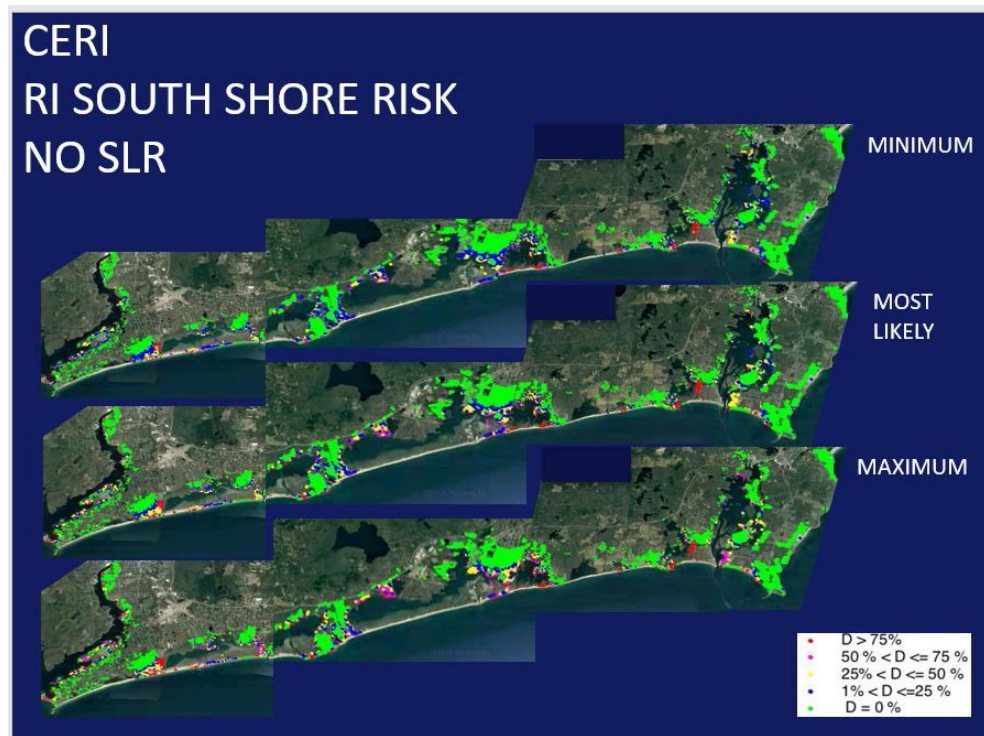 CERI
RI SOUTH SHORE RISK
NO SLR
MINIMUM
MOST
LIKELY
MAXIMUM
D > 75%
50 % < D <= 75 %
25% < D <= 50 %
1% < D <=25 %
D = 0 %